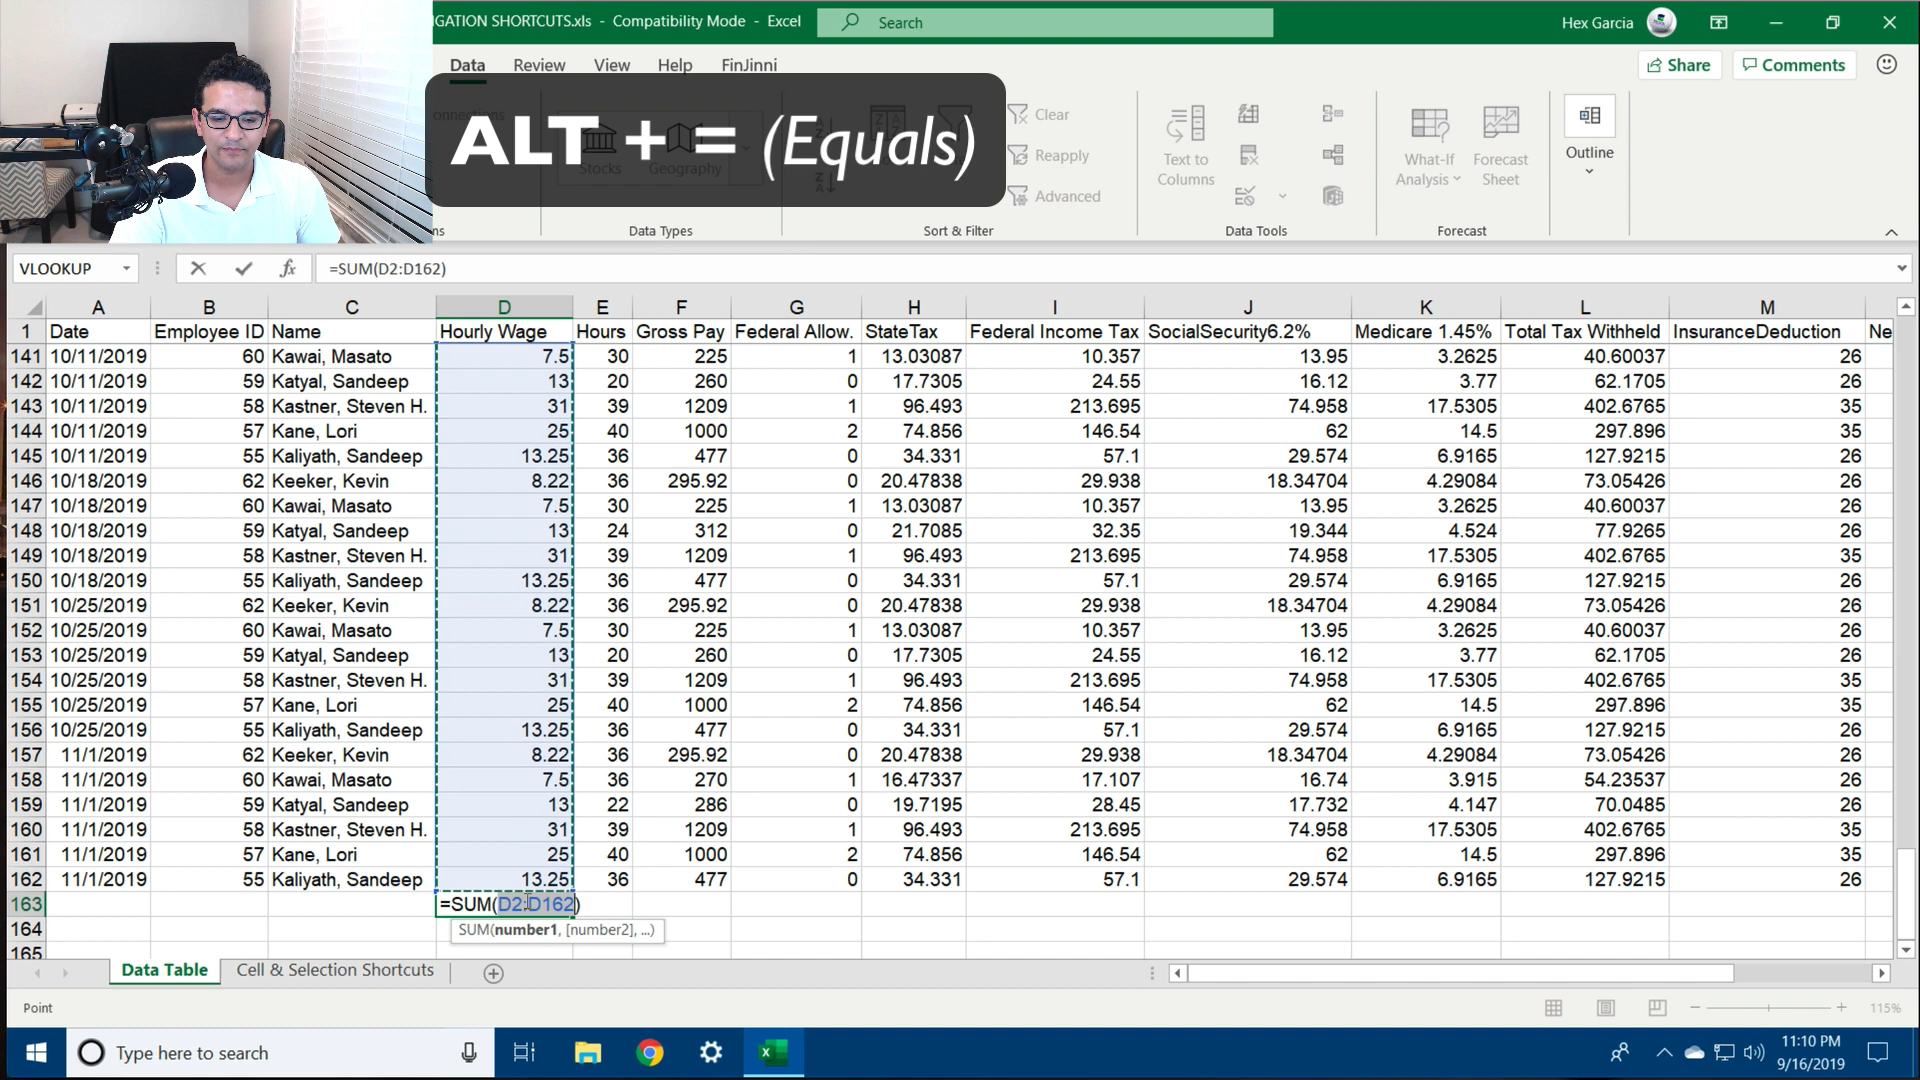 IGATION SHORTCUTS.xls - Compatibility Mode - Excel
Search
Hex Garcia
Data Review View Help FinJinni
Share
Comments
ALT + = (Equals)
Stocks
Geography
Clear
Reapply
Advanced
Text to
Columns
What-If
Analysis
Forecast
Sheet
Outline
ns
Data Types
Sort & Filter
Data Tools
Forecast
VLOOKUP
fx
=SUM(D2:D162)
A B C D E F G H I J K L M
1 Date Employee ID Name Hourly Wage Hours Gross Pay Federal Allow. StateTax Federal Income Tax SocialSecurity6.2% Medicare 1.45% Total Tax Withheld InsuranceDeduction Ne
141 10/11/2019 60 Kawai, Masato 7.5 30 225 1 13.03087 10.357 13.95 3.2625 40.60037 26
142 10/11/2019 59 Katyal, Sandeep 13 20 260 0 17.7305 24.55 16.12 3.77 62.1705 26
143 10/11/2019 58 Kastner, Steven H. 31 39 1209 1 96.493 213.695 74.958 17.5305 402.6765 35
144 10/11/2019 57 Kane, Lori 25 40 1000 2 74.856 146.54 62 14.5 297.896 35
145 10/11/2019 55 Kaliyath, Sandeep 13.25 36 477 0 34.331 57.1 29.574 6.9165 127.9215 26
146 10/18/2019 62 Keeker, Kevin 8.22 36 295.92 0 20.47838 29.938 18.34704 4.29084 73.05426 26
147 10/18/2019 60 Kawai, Masato 7.5 30 225 1 13.03087 10.357 13.95 3.2625 40.60037 26
148 10/18/2019 59 Katyal, Sandeep 13 24 312 0 21.7085 32.35 19.344 4.524 77.9265 26
149 10/18/2019 58 Kastner, Steven H. 31 39 1209 1 96.493 213.695 74.958 17.5305 402.6765 35
150 10/18/2019 55 Kaliyath, Sandeep 13.25 36 477 0 34.331 57.1 29.574 6.9165 127.9215 26
151 10/25/2019 62 Keeker, Kevin 8.22 36 295.92 0 20.47838 29.938 18.34704 4.29084 73.05426 26
152 10/25/2019 60 Kawai, Masato 7.5 30 225 1 13.03087 10.357 13.95 3.2625 40.60037 26
153 10/25/2019 59 Katyal, Sandeep 13 20 260 0 17.7305 24.55 16.12 3.77 62.1705 26
154 10/25/2019 58 Kastner, Steven H. 31 39 1209 1 96.493 213.695 74.958 17.5305 402.6765 35
155 10/25/2019 57 Kane, Lori 25 40 1000 2 74.856 146.54 62 14.5 297.896 35
156 10/25/2019 55 Kaliyath, Sandeep 13.25 36 477 0 34.331 57.1 29.574 6.9165 127.9215 26
157 11/1/2019 62 Keeker, Kevin 8.22 36 295.92 0 20.47838 29.938 18.34704 4.29084 73.05426 26
158 11/1/2019 60 Kawai, Masato 7.5 36 270 1 16.47337 17.107 16.74 3.915 54.23537 26
159 11/1/2019 59 Katyal, Sandeep 13 22 286 0 19.7195 28.45 17.732 4.147 70.0485 26
160 11/1/2019 58 Kastner, Steven H. 31 39 1209 1 96.493 213.695 74.958 17.5305 402.6765 35
161 11/1/2019 57 Kane, Lori 25 40 1000 2 74.856 146.54 62 14.5 297.896 35
162 11/1/2019 55 Kaliyath, Sandeep 13.25 36 477 0 34.331 57.1 29.574 6.9165 127.9215 26
163 =SUM(D2:D162)
164 SUM(number1, [number2], ...)
165
Data Table
Cell & Selection Shortcuts
Point
115%
Type here to search
11:10 PM
9/16/2019